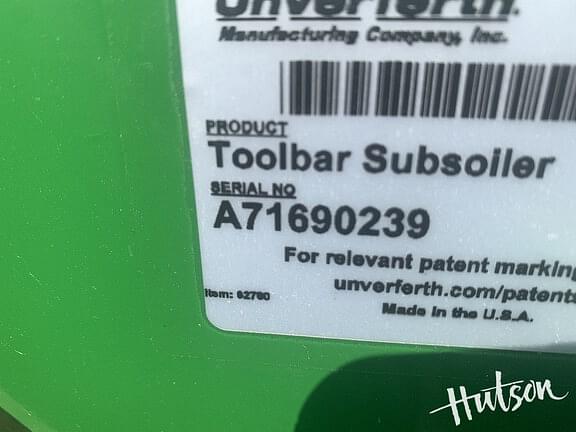 Unverferth.
Manufacturing Company, Inc.
PRODUCT
Toolbar Subsoiler
SERIAL NO
A71690239
For relevant patent marking
unverferth.com/patents
Item: 62760
Made in the U.S.A.
Hutson